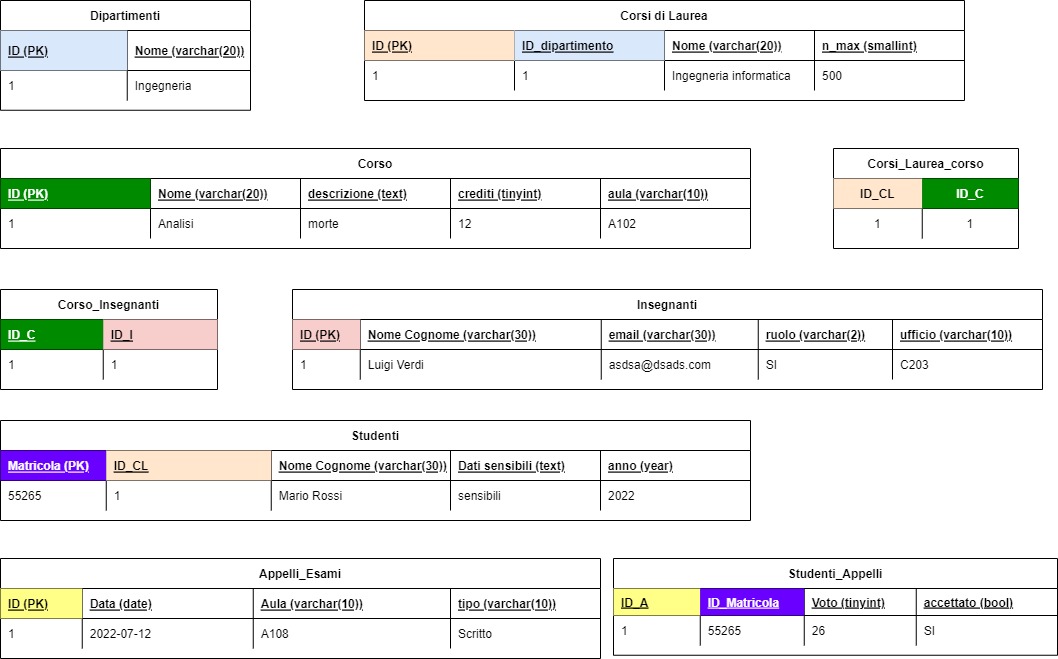 Dipartimenti
ID (PK) Nome (varchar(20))
1 Ingegneria
Corsi di Laurea
ID (PK) ID_dipartimento Nome (varchar(20)) n_max (smallint)
1 1 Ingegneria informatica 500
Corso
ID (PK) Nome (varchar(20)) descrizione (text) crediti (tinyint) aula (varchar(10))
1 Analisi morte 12 A102
Corsi_Laurea_corso
ID_CL ID_C
1 1
Corso_Insegnanti
ID_C ID_I
1 1
Insegnanti
ID (PK) Nome Cognome (varchar(30)) email (varchar(30)) ruolo (varchar(2)) ufficio (varchar(10))
1 Luigi Verdi asdsa@dsads.com SI C203
Studenti
Matricola (PK) ID_CL Nome Cognome (varchar(30)) Dati sensibili (text) anno (year)
55265 1 Mario Rossi sensibili 2022
Appelli_Esami
ID (PK) Data (date) Aula (varchar(10)) tipo (varchar(10))
1 2022-07-12 A108 Scritto
Studenti_Appelli
ID_A ID_Matricola Voto (tinyint) accettato (bool)
1 55265 26 SI